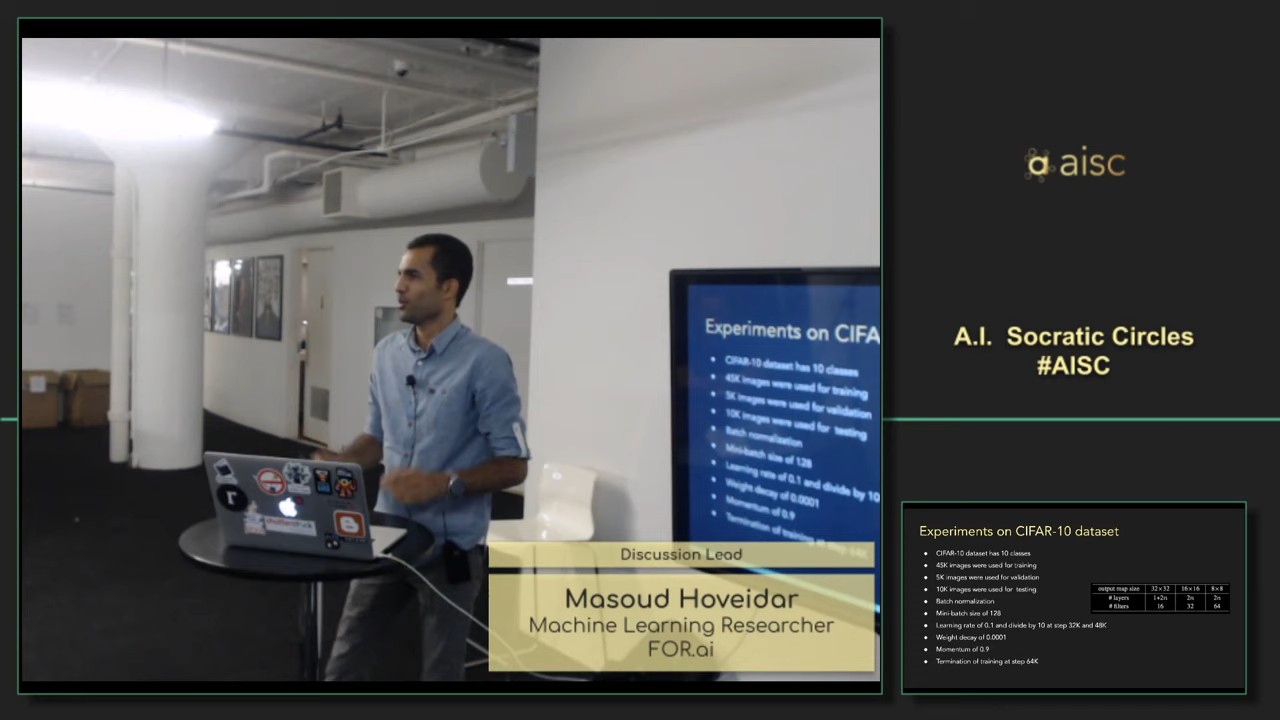 aisc
A.I. Socratic Circles
#AISC
Experiments on CIFA
CIFAR-10 dataset has 10 classes
45K images were used for training
5K images were used for validation
10K images were used for testing
Batch normalization
Mini-batch size of 128
Learning rate of 0.1 and divide by 10
Weight decay of 0.0001
Momentum of 0.9
Termination of training at step 64K
Discussion Lead
Masoud Hoveidar
Machine Learning Researcher
FOR.ai
Experiments on CIFAR-10 dataset
CIFAR-10 dataset has 10 classes
45K images were used for training
5K images were used for validation
10K images were used for testing
Batch normalization
Mini-batch size of 128
Learning rate of 0.1 and divide by 10 at step 32K and 48K
Weight decay of 0.0001
Momentum of 0.9
Termination of training at step 64K
output map size 32×32 16×16 8×8
# layers 1+2n 2n 2n
# filters 16 32 64